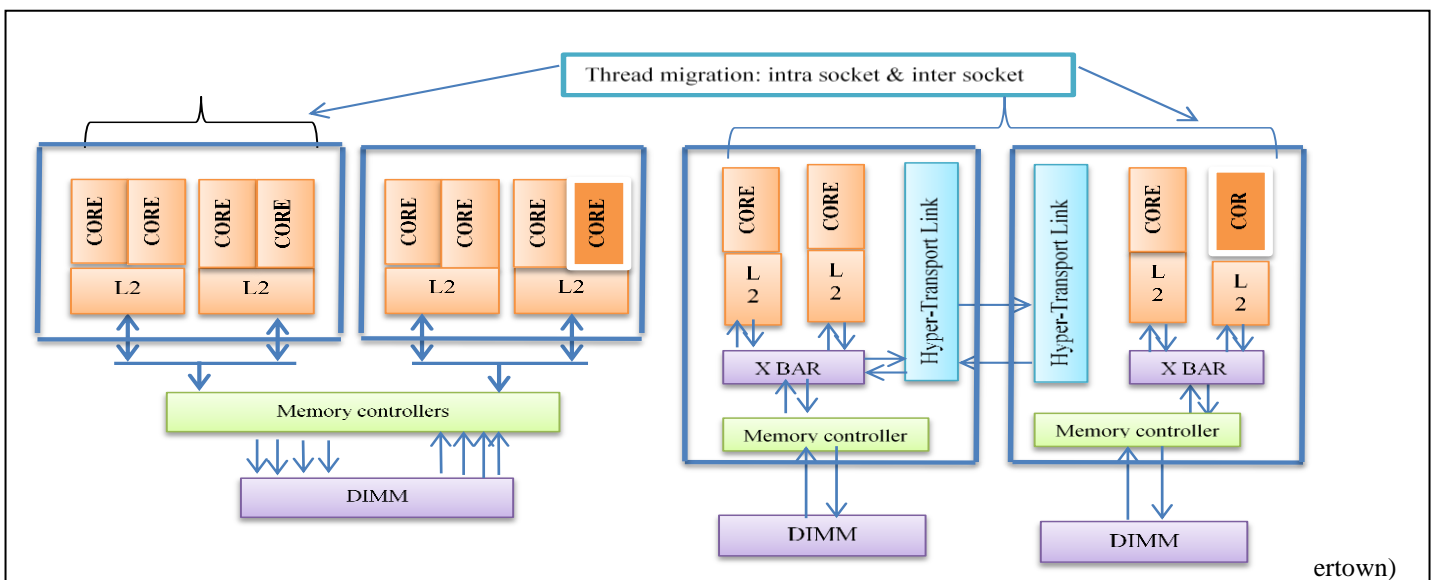 Thread migration: intra socket & inter socket
CORE CORE CORE CORE
L2 L2
CORE CORE CORE CORE
L2 L2
Memory controllers
DIMM
CORE CORE
L
2
L
2
Hyper-Transport Link
X BAR
Memory controller
DIMM
Hyper-Transport Link
CORE COR
L
2
L
2
X BAR
Memory controller
DIMM
ertown)